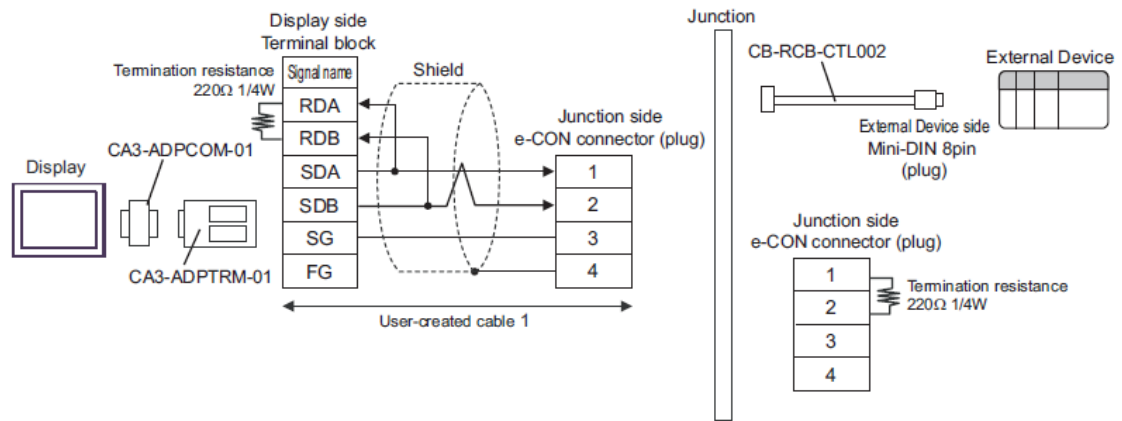 Display
CA3-ADPCOM-01
CA3-ADPTRM-01
Termination resistance
220Ω 1/4W
Display side
Terminal block
Signal name
RDA
RDB
SDA
SDB
SG
FG
Shield
Junction side
e-CON connector (plug)
1
2
3
4
User-created cable 1
Junction
CB-RCB-CTL002
External Device
External Device side
Mini-DIN 8pin
(plug)
Junction side
e-CON connector (plug)
1
2
3
4
Termination resistance
220Ω 1/4W